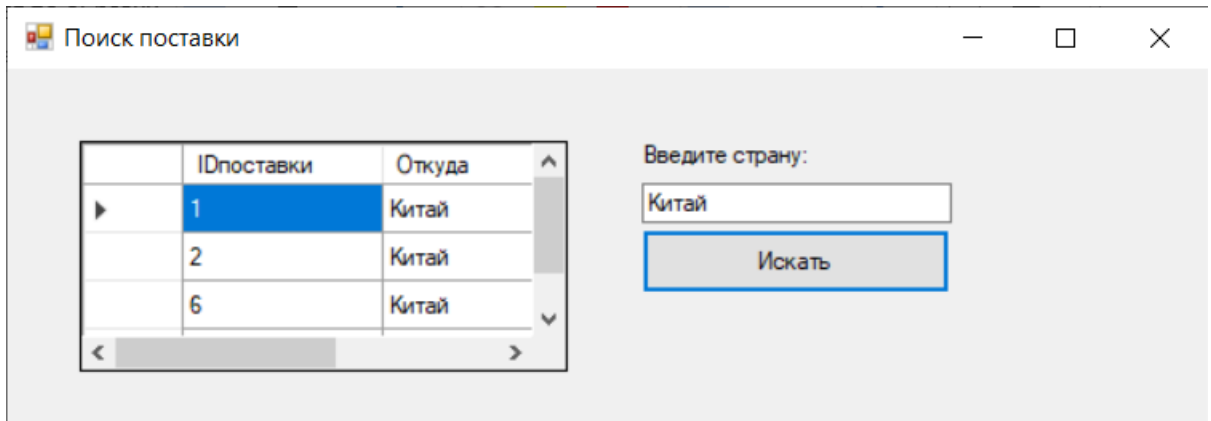 Поиск поставки
IDпоставки Откуда
1 Китай
2 Китай
6 Китай
Введите страну:
Китай
Искать